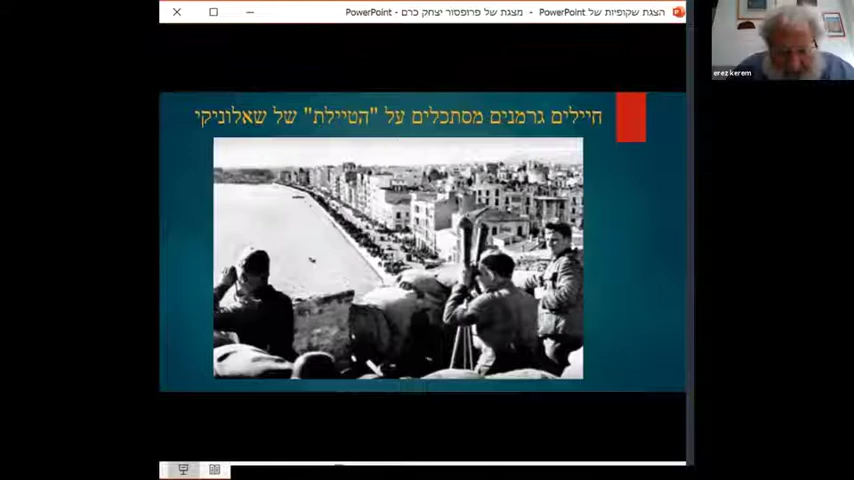 הצגת שקופיות של PowerPoint - מצגת של פרופסור יצחק כרם - PowerPoint
erez kerem
חיילים גרמנים מסתכלים על "הטיילת" של שאלוניקי